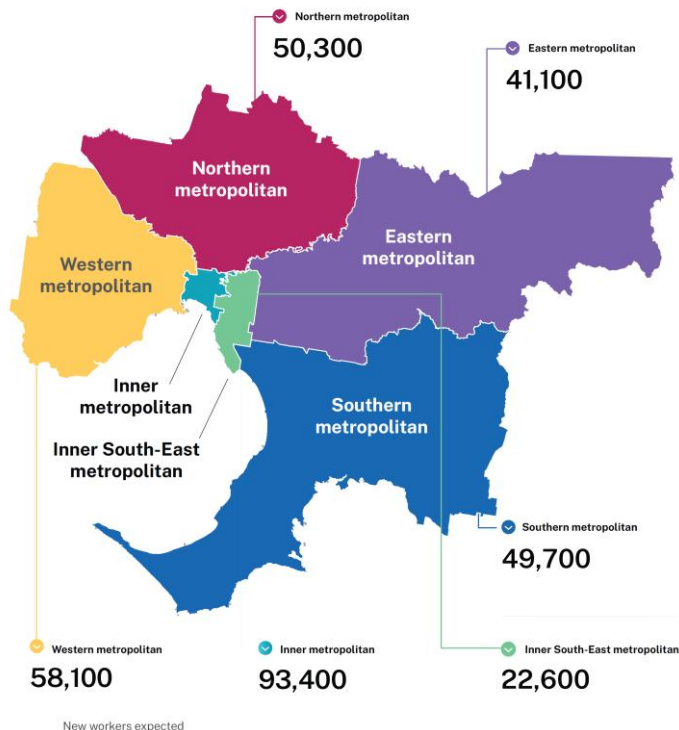 Northern metropolitan
50,300
Eastern metropolitan
41,100
Northern
metropolitan
Eastern
metropolitan
Western
metropolitan
Inner
metropolitan
Southern
metropolitan
Inner South-East
metropolitan
Southern metropolitan
49,700
Western metropolitan
58,100
Inner metropolitan
93,400
Inner South-East metropolitan
22,600
New workers expected